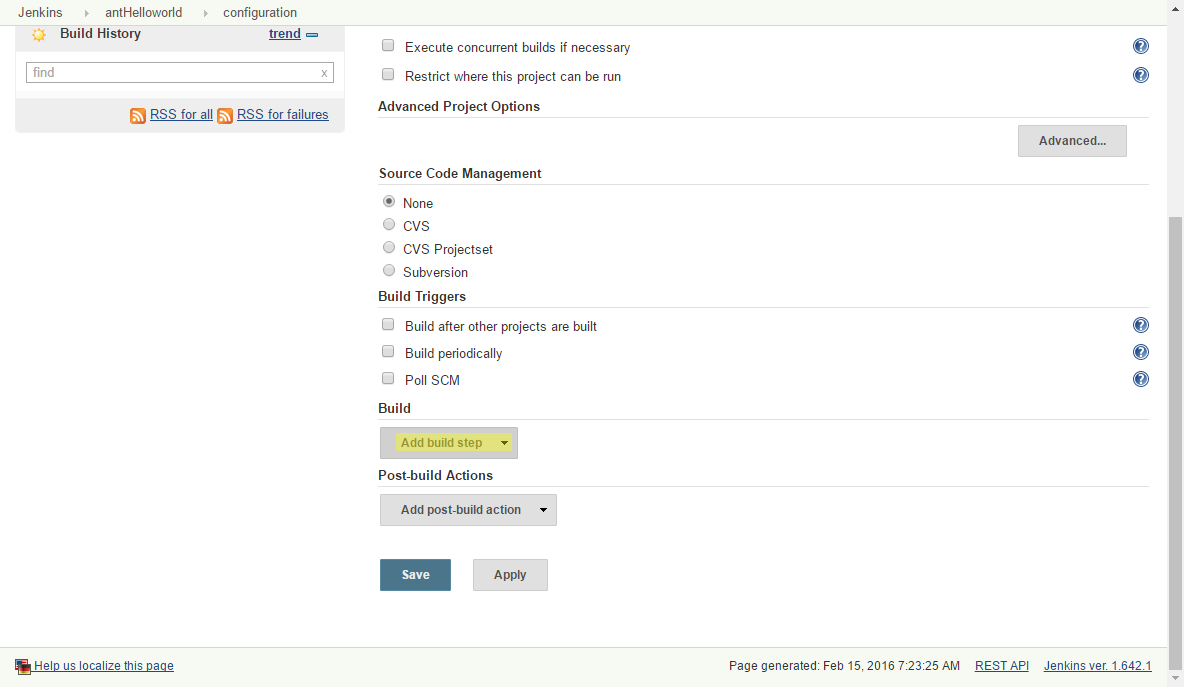 Jenkins antHelloworld configuration
Build History trend
find x
RSS for all RSS for failures
Execute concurrent builds if necessary
Restrict where this project can be run
Advanced Project Options
Advanced...
Source Code Management
None
CVS
CVS Projectset
Subversion
Build Triggers
Build after other projects are built
Build periodically
Poll SCM
Build
Add build step
Post-build Actions
Add post-build action
Save Apply
Help us localize this page Page generated: Feb 15, 2016 7:23:25 AM REST API Jenkins ver. 1.642.1